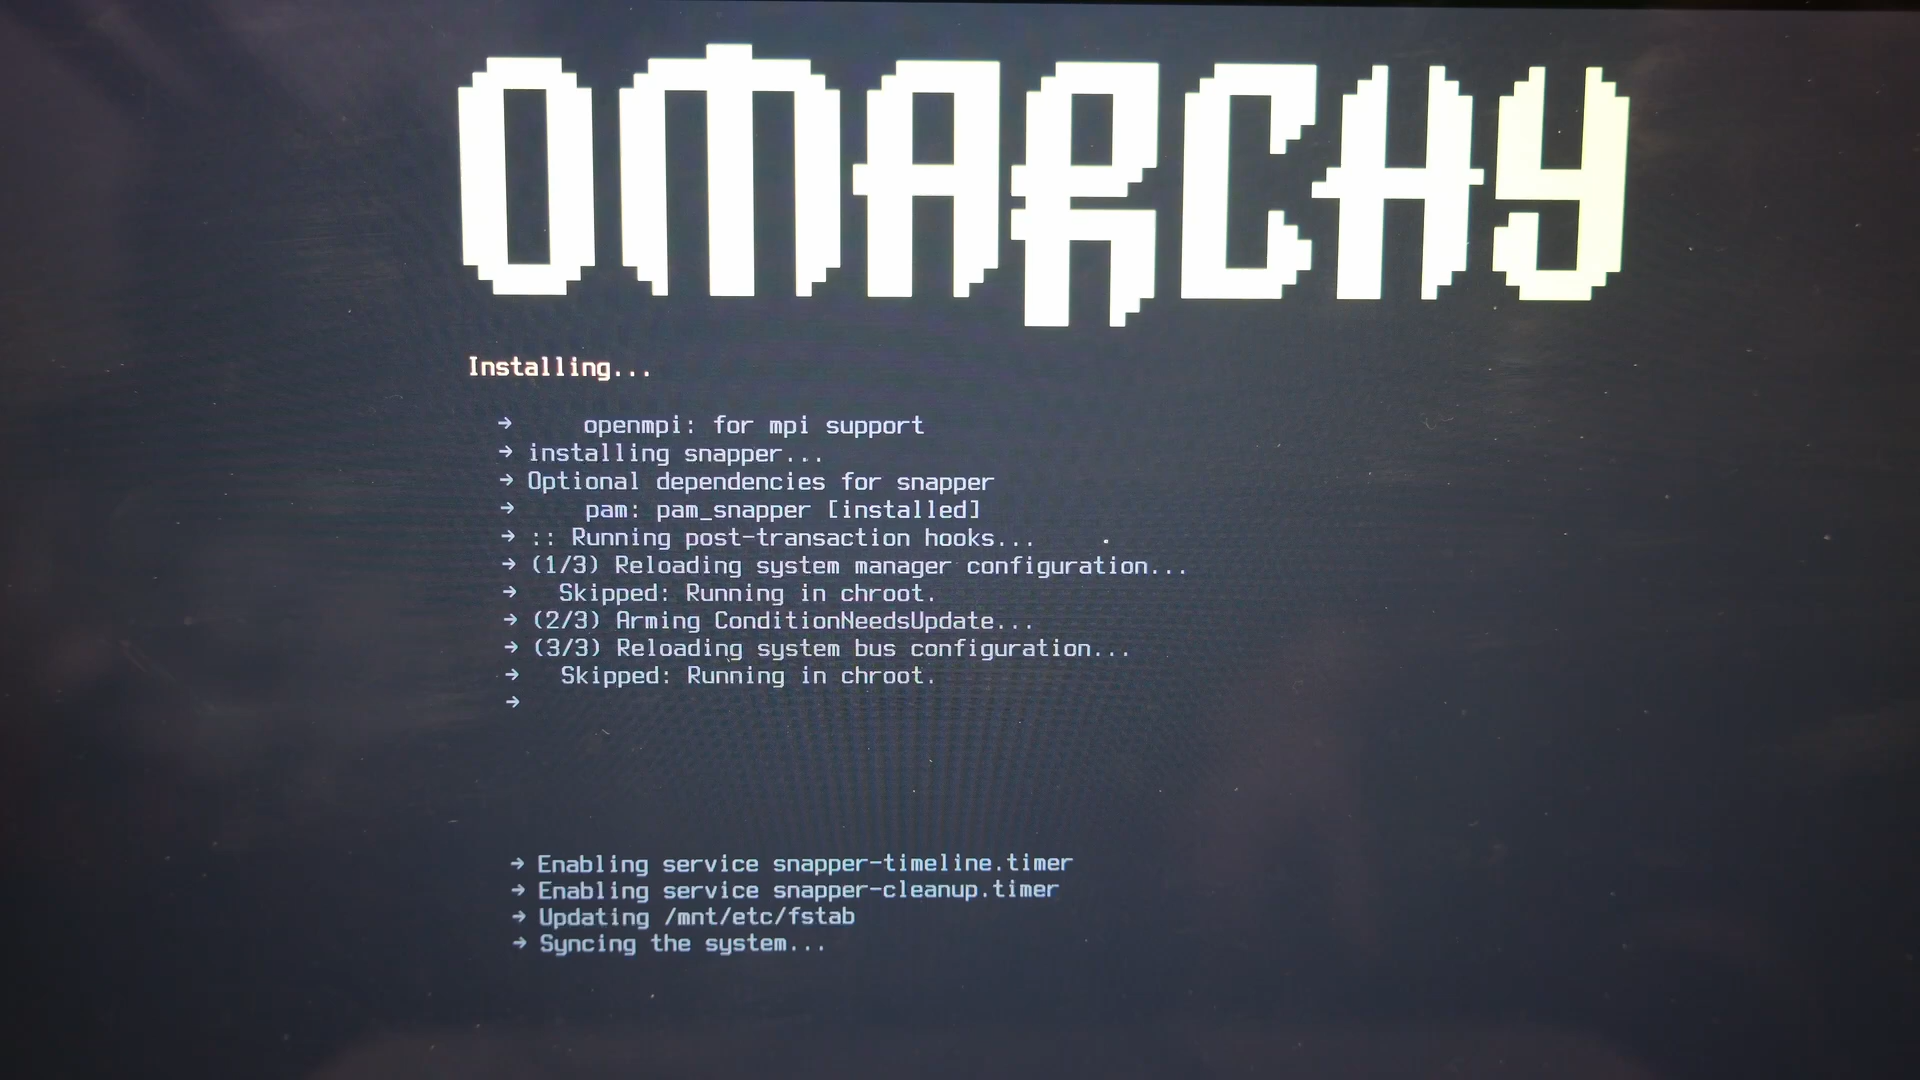 OMARCHY
Installing...
→ openmpi: for mpi support
→ installing snapper...
→ Optional dependencies for snapper
→ pam: pam_snapper [installed]
→ :: Running post-transaction hooks...
→ (1/3) Reloading system manager configuration...
→ Skipped: Running in chroot.
→ (2/3) Arming ConditionNeedsUpdate...
→ (3/3) Reloading system bus configuration...
→ Skipped: Running in chroot.
→
→ Enabling service snapper-timeline.timer
→ Enabling service snapper-cleanup.timer
→ Updating /mnt/etc/fstab
→ Syncing the system...